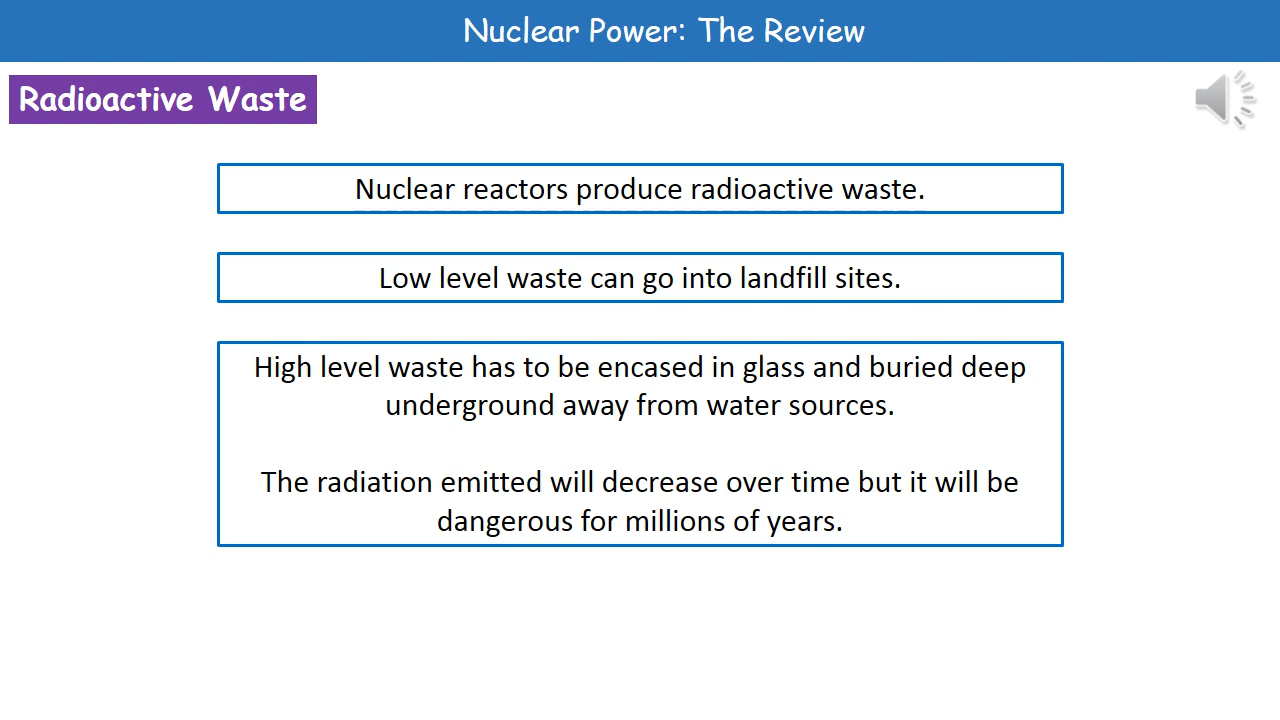 Nuclear Power: The Review
Radioactive Waste
Nuclear reactors produce radioactive waste.
Low level waste can go into landfill sites.
High level waste has to be encased in glass and buried deep
underground away from water sources.
The radiation emitted will decrease over time but it will be
dangerous for millions of years.